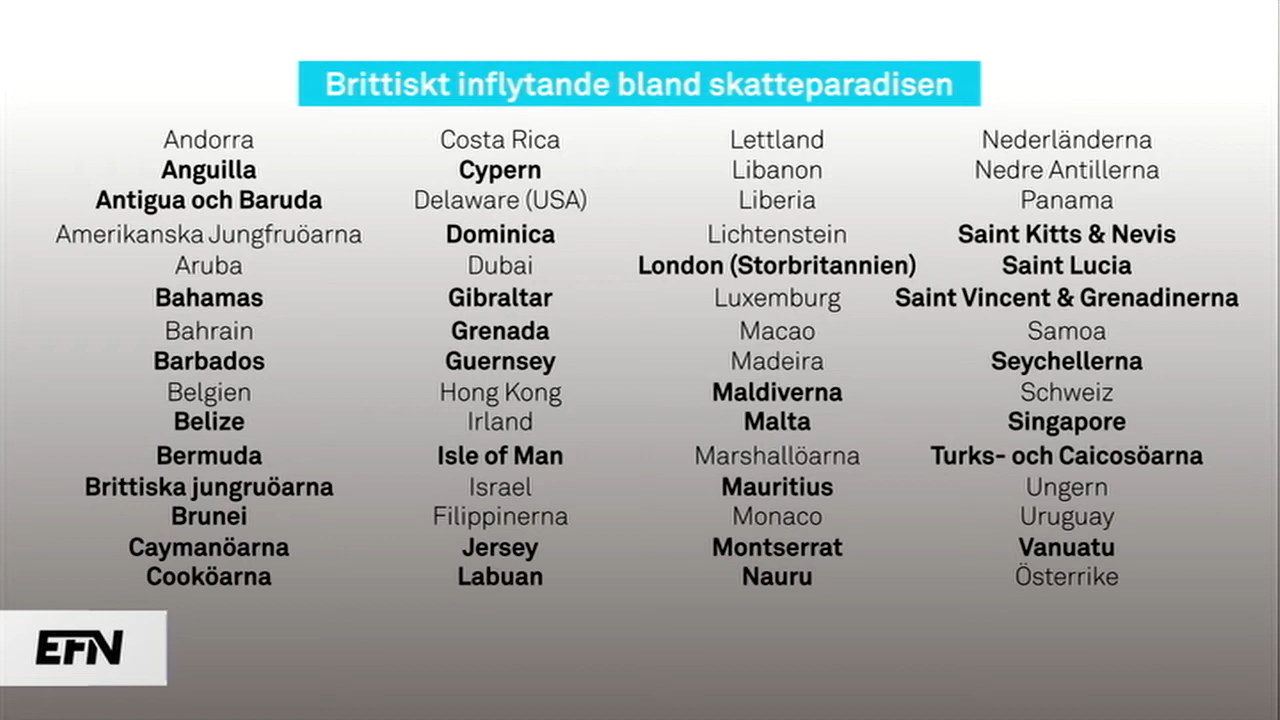 Brittiskt inflytande bland skatteparadisen
Andorra
Anguilla
Antigua och Baruda
Amerikanska Jungfruöarna
Aruba
Bahamas
Bahrain
Barbados
Belgien
Belize
Bermuda
Brittiska jungruöarna
Brunei
Caymanöarna
Cooköarna
Costa Rica
Cypern
Delaware (USA)
Dominica
Dubai
Gibraltar
Grenada
Guernsey
Hong Kong
Irland
Isle of Man
Israel
Filippinerna
Jersey
Labuan
Lettland
Libanon
Liberia
Lichtenstein
London (Storbritannien)
Luxemburg
Macao
Madeira
Maldiverna
Malta
Marshallöarna
Mauritius
Monaco
Montserrat
Nauru
Nederländerna
Nedre Antillerna
Panama
Saint Kitts & Nevis
Saint Lucia
Saint Vincent & Grenadinerna
Samoa
Seychellerna
Schweiz
Singapore
Turks- och Caicosöarna
Ungern
Uruguay
Vanuatu
Österrike
EFN